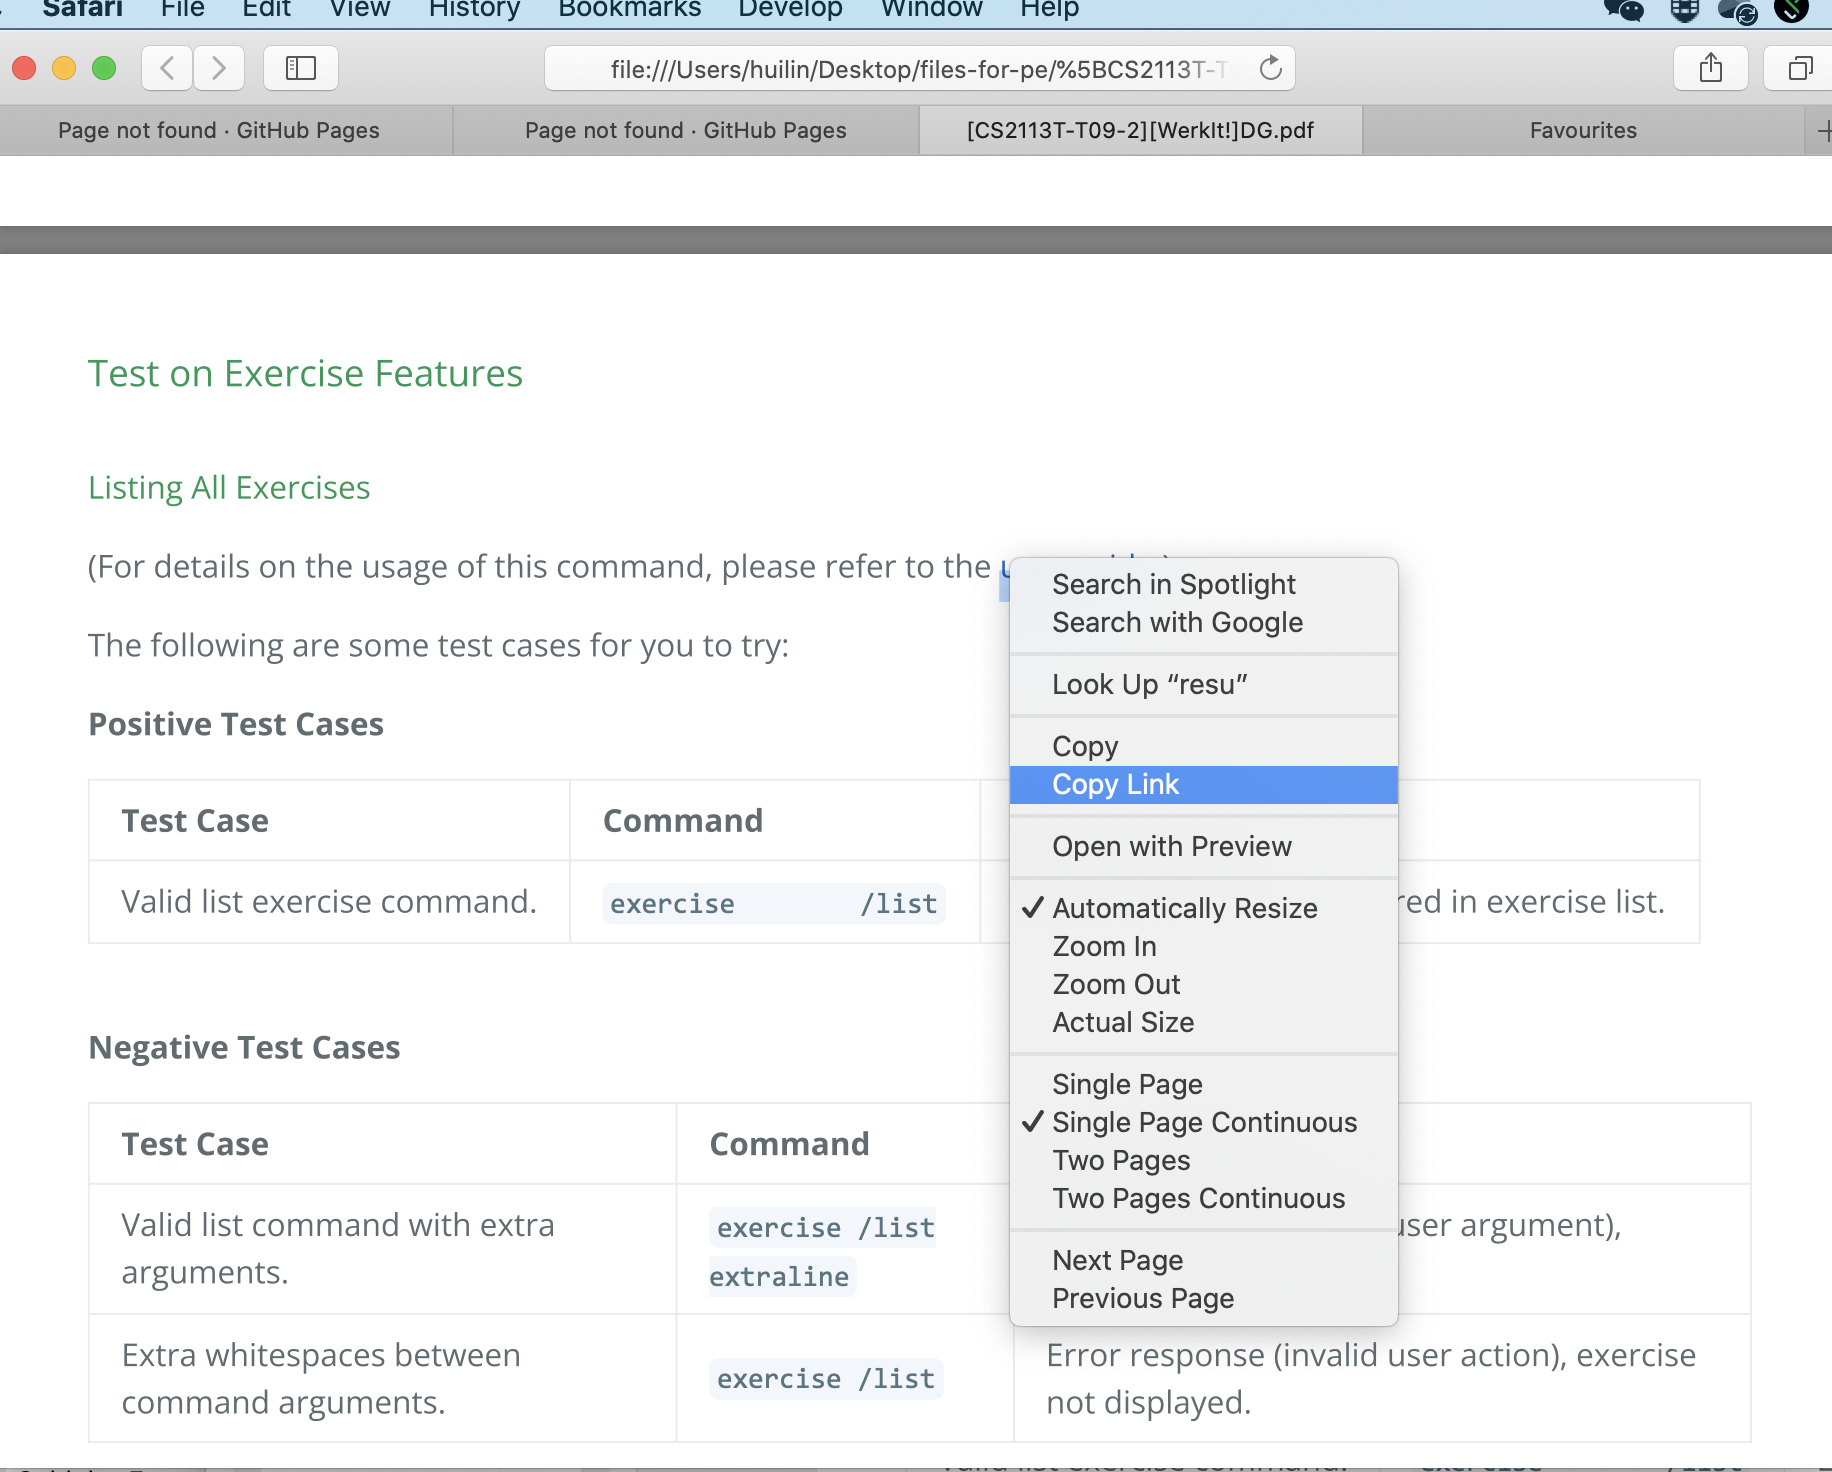 Safari File Edit View History Bookmarks Develop Window Help
file:///Users/huilin/Desktop/files-for-pe/%5BCS2113T-T
Page not found · GitHub Pages
Page not found · GitHub Pages
[CS2113T-T09-2][WerkIt!]DG.pdf
Favourites
Test on Exercise Features
Listing All Exercises
(For details on the usage of this command, please refer to the
The following are some test cases for you to try:
Positive Test Cases
Test Case Command
Valid list exercise command. exercise /list red in exercise list.
Negative Test Cases
Test Case Command
Valid list command with extra
arguments.
exercise /list
extraline
user argument),
Extra whitespaces between
command arguments.
exercise /list
Error response (invalid user action), exercise
not displayed.
Search in Spotlight
Search with Google
Look Up “resu”
Copy
Copy Link
Open with Preview
✓ Automatically Resize
Zoom In
Zoom Out
Actual Size
Single Page
✓ Single Page Continuous
Two Pages
Two Pages Continuous
Next Page
Previous Page